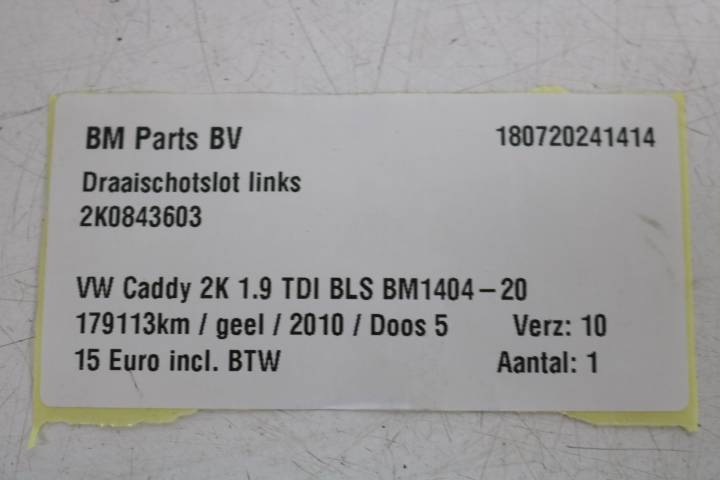 BM Parts BV 180720241414
Draaischotslot links
2K0843603
VW Caddy 2K 1.9 TDI BLS BM1404-20
179113km / geel / 2010 / Doos 5 Verz: 10
15 Euro incl. BTW Aantal: 1